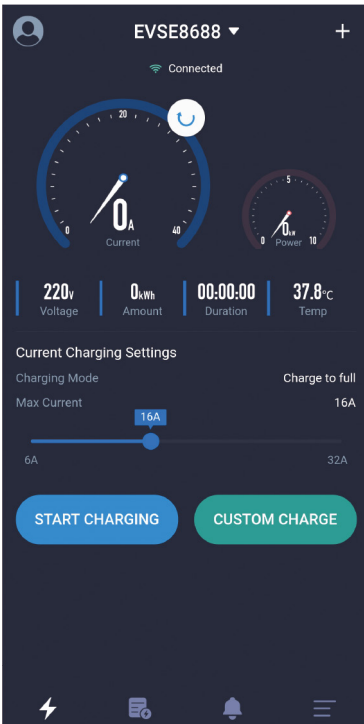 EVSE8688 ▼ +
Connected
20
0 40
0A
Current
5
0 10
0kW
Power
220V 0kWh 00:00:00 37.8°C
Voltage Amount Duration Temp
Current Charging Settings
Charging Mode Charge to full
Max Current 16A
16A
6A 32A
START CHARGING CUSTOM CHARGE